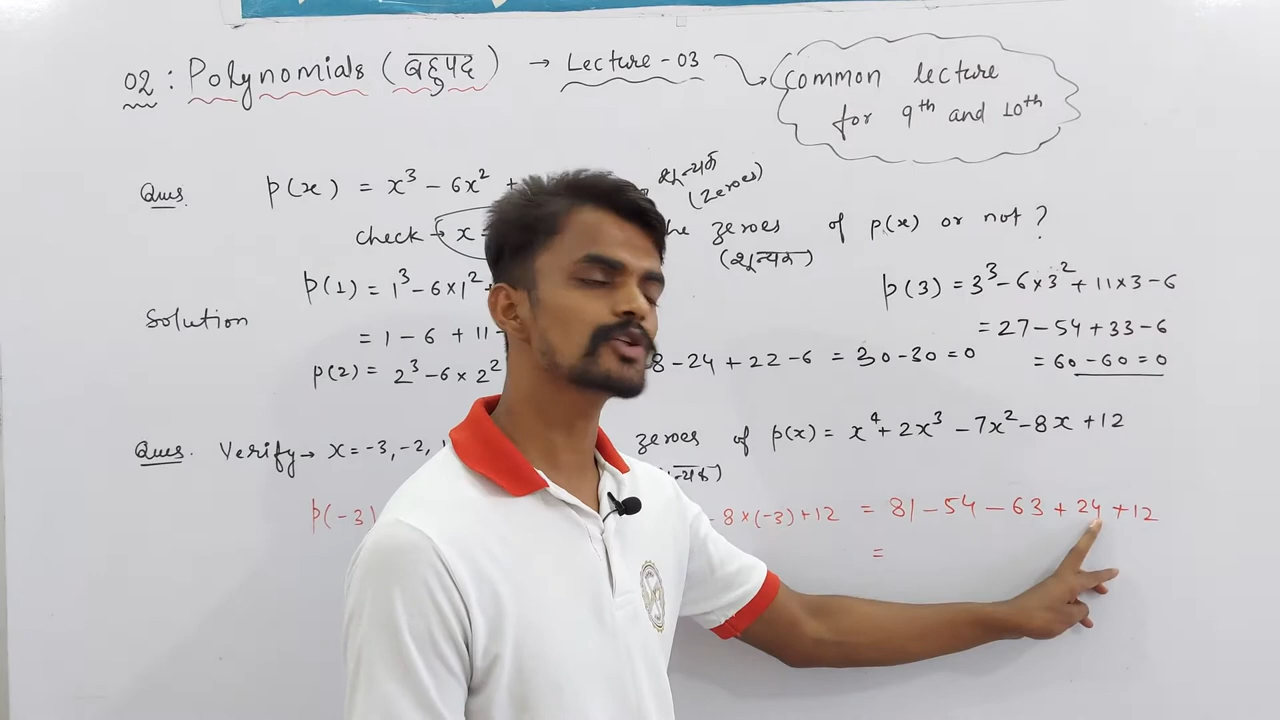 02 : Polynomials (बहुपद) → Lecture - 03
common lecture
for 9th and 10th
Ques. p(x) = x³ - 6x² +
शून्यक
(Zeroes)
check → x -
he zeroes of p(x) or not ?
(शून्यक)
Solution
p(1) = 1³ - 6×1² +
= 1 - 6 + 11 -
p(2) = 2³ - 6 × 2²
8 - 24 + 22 - 6 = 30 - 30 = 0
p(3) = 3³ - 6×3² + 11×3 - 6
= 27 - 54 + 33 - 6
= 60 - 60 = 0
Ques. Verify → x = -3, -2,
zeroes of p(x) = x⁴ + 2x³ - 7x² - 8x + 12
न्यक)
p(-3)
- 8 × (-3) + 12 = 81 - 54 - 63 + 24 + 12
=